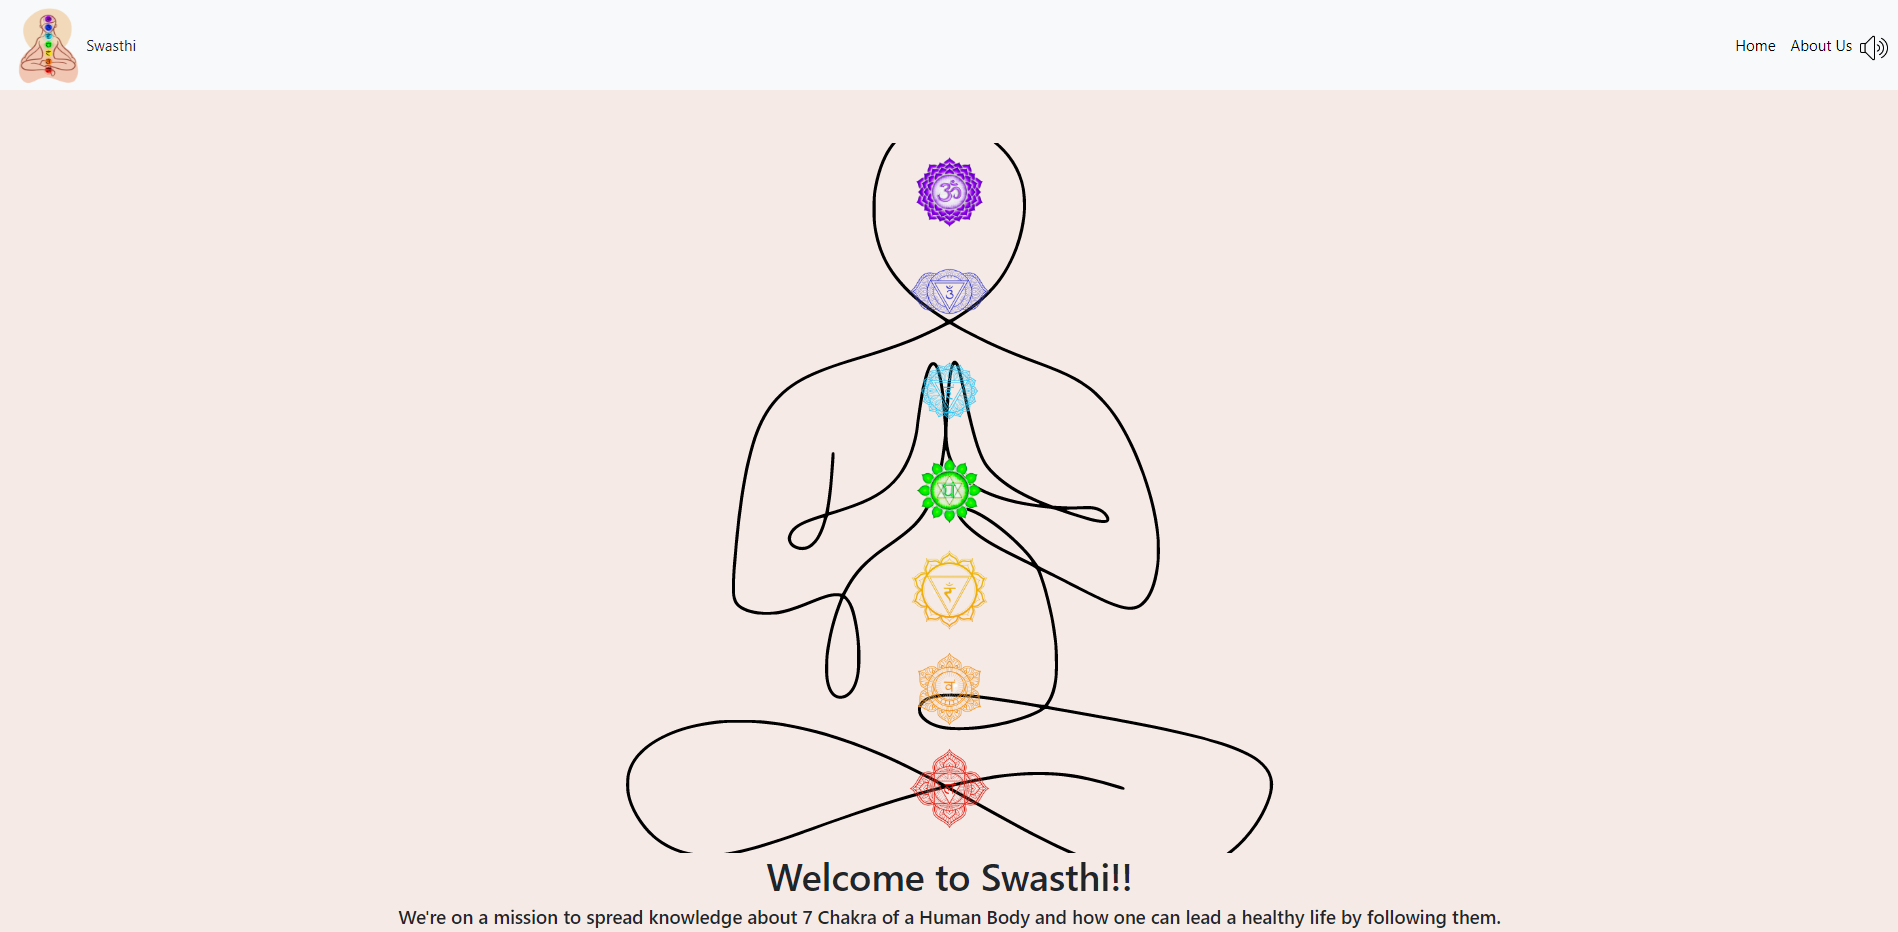 Swasthi
Home About Us
ॐ
ॐ
य
रं
वं
Welcome to Swasthi!!
We're on a mission to spread knowledge about 7 Chakra of a Human Body and how one can lead a healthy life by following them.